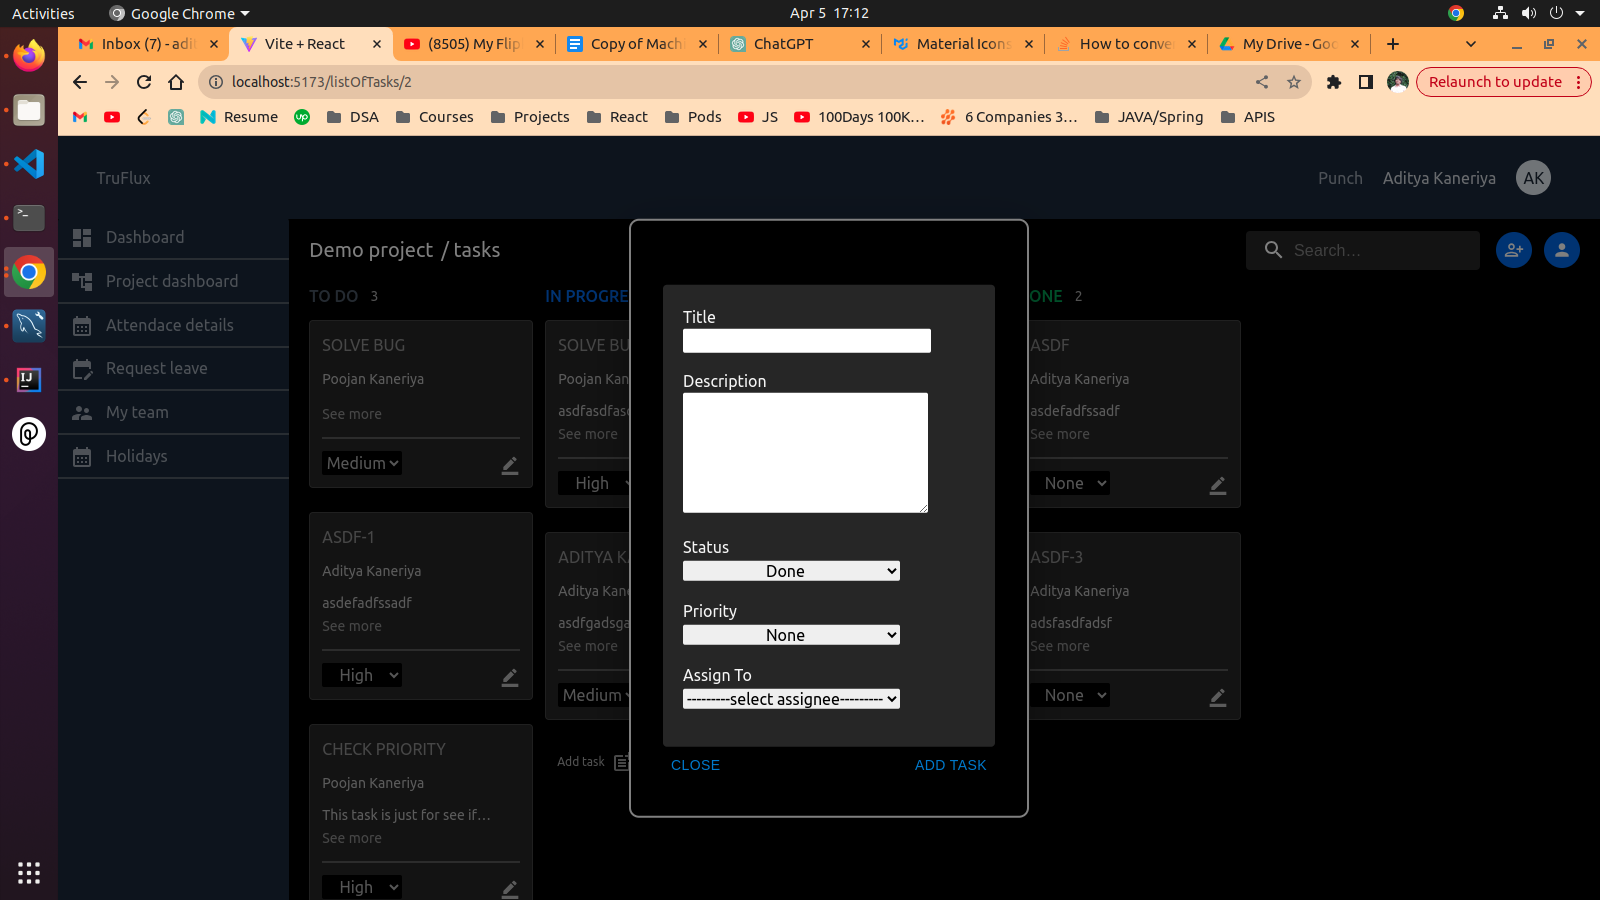 Activities
Google Chrome
Apr 5 17:12
Inbox (7) - adi
Vite + React
(8505) My Flip
Copy of Mach
ChatGPT
Material Icons
How to conve
My Drive - Goo
localhost:5173/listOfTasks/2
Relaunch to update
Resume
up
DSA
Courses
Projects
React
Pods
JS
100Days 100K...
6 Companies 3...
JAVA/Spring
APIS
TruFlux
Punch
Aditya Kaneriya
AK
Dashboard
Project dashboard
Attendace details
Request leave
My team
Holidays
Demo project / tasks
Search...
TO DO 3
SOLVE BUG
Poojan Kaneriya
See more
Medium
ASDF-1
Aditya Kaneriya
asdefadfssadf
See more
High
CHECK PRIORITY
Poojan Kaneriya
This task is just for see if...
See more
High
IN PROGRE
SOLVE BU
Poojan Kan
asdfasdfasd
See more
High
ADITYA KA
Aditya Kane
asdfgadsga
See more
Medium
Add task
Title
Description
Status
Done
Priority
None
Assign To
---------select assignee---------
CLOSE
ADD TASK
ONE 2
ASDF
Aditya Kaneriya
asdefadfssadf
See more
None
ASDF-3
Aditya Kaneriya
adsfasdfadsf
See more
None
IJ